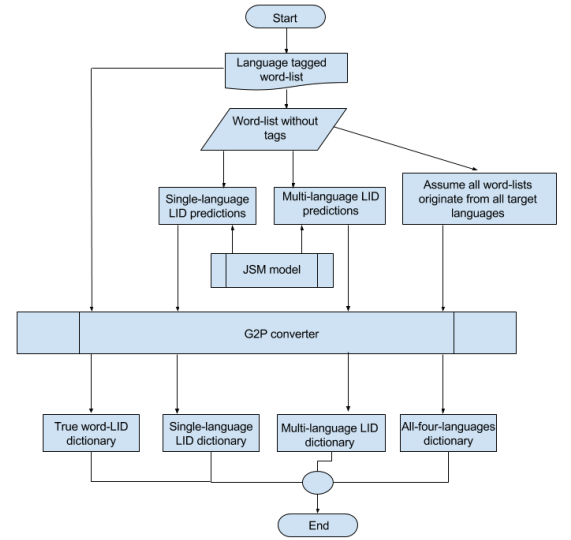 Start
Language tagged
word-list
Word-list without
tags
Single-language
LID predictions
Multi-language LID
predictions
Assume all word-lists
originate from all target
languages
JSM model
G2P converter
True word-LID
dictionary
Single-language
LID dictionary
Multi-language LID
dictionary
All-four-languages
dictionary
End